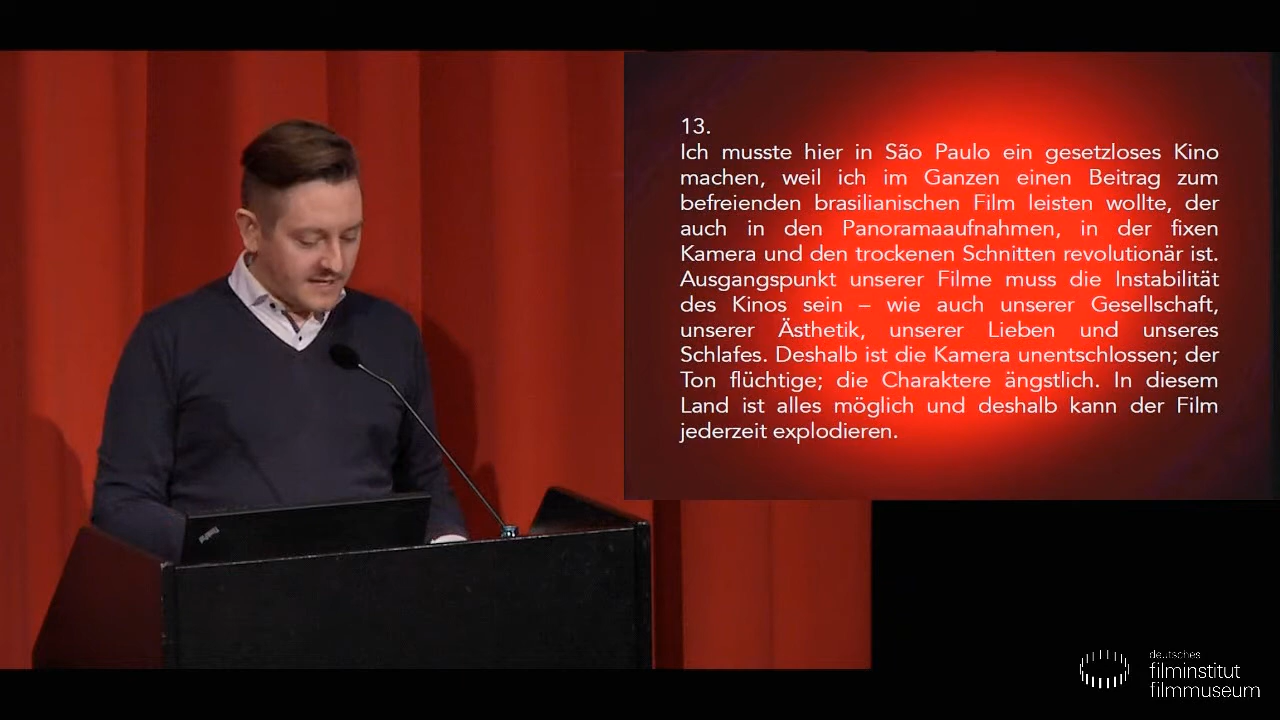 13.
Ich musste hier in São Paulo ein gesetzloses Kino
machen, weil ich im Ganzen einen Beitrag zum
befreienden brasilianischen Film leisten wollte, der
auch in den Panoramaaufnahmen, in der fixen
Kamera und den trockenen Schnitten revolutionär ist.
Ausgangspunkt unserer Filme muss die Instabilität
des Kinos sein – wie auch unserer Gesellschaft,
unserer Ästhetik, unserer Lieben und unseres
Schlafes. Deshalb ist die Kamera unentschlossen; der
Ton flüchtige; die Charaktere ängstlich. In diesem
Land ist alles möglich und deshalb kann der Film
jederzeit explodieren.
deutsches
filminstitut
filmmuseum